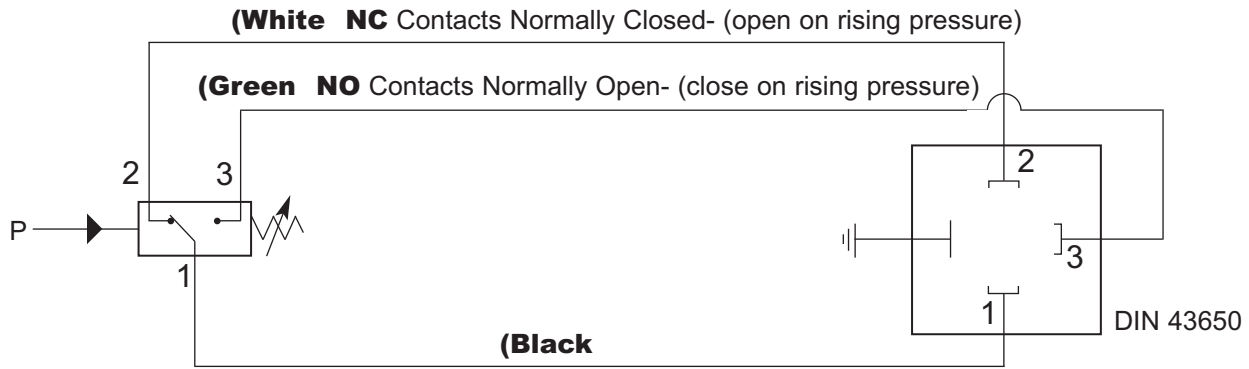 (White NC Contacts Normally Closed- (open on rising pressure)
(Green NO Contacts Normally Open- (close on rising pressure)
2 3
2
P
3
1
1
DIN 43650
(Black